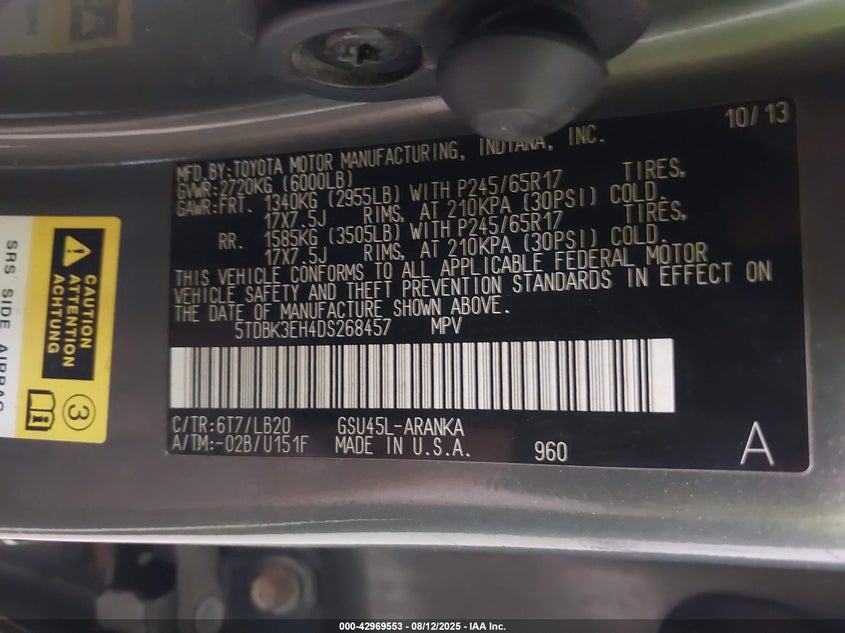 10/13
MFD.BY:TOYOTA MOTOR MANUFACTURING, INDIANA, INC.
GVWR:2720KG (6000LB)
GAWR:FRT. 1340KG (2955LB) WITH P245/65R17 TIRES,
17X7.5J RIMS, AT 210KPA (30PSI) COLD.
RR. 1585KG (3505LB) WITH P245/65R17 TIRES,
17X7.5J RIMS, AT 210KPA (30PSI) COLD.
THIS VEHICLE CONFORMS TO ALL APPLICABLE FEDERAL MOTOR
VEHICLE SAFETY AND THEFT PREVENTION STANDARDS IN EFFECT ON
THE DATE OF MANUFACTURE SHOWN ABOVE.
5TDBK3EH4DS268457 MPV
C/TR:6T7/LB20 GSU45L-ARANKA
A/TM:-02B/U151F MADE IN U.S.A. 960
A
CAUTION
ATTENTION
ACHTUNG
SRS SIDE AIRBAG
3
000-42969553 - 08/12/2025 - IAA Inc.